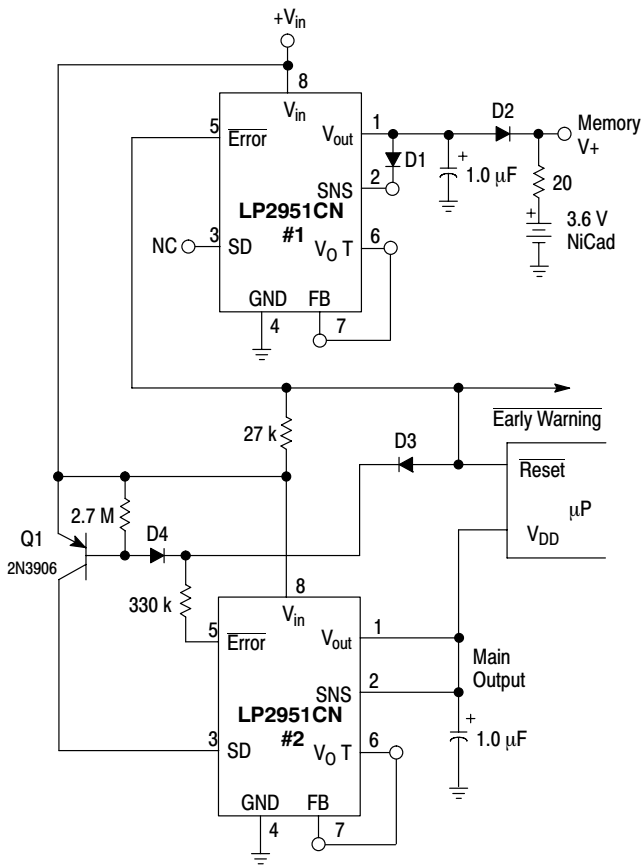 +Vin
8
Vin
5
Error
Vout
1
D2
Memory
V+
D1
1.0 µF
20
SNS
2
LP2951CN
#1
3.6 V
NiCad
NC
3
SD
VO T
6
GND
FB
4
7
27 k
Early Warning
D3
Reset
µP
VDD
2.7 M
D4
Q1
2N3906
330 k
8
Vin
5
Error
Vout
1
Main
Output
SNS
2
LP2951CN
#2
3
SD
VO T
6
1.0 µF
GND
FB
4
7